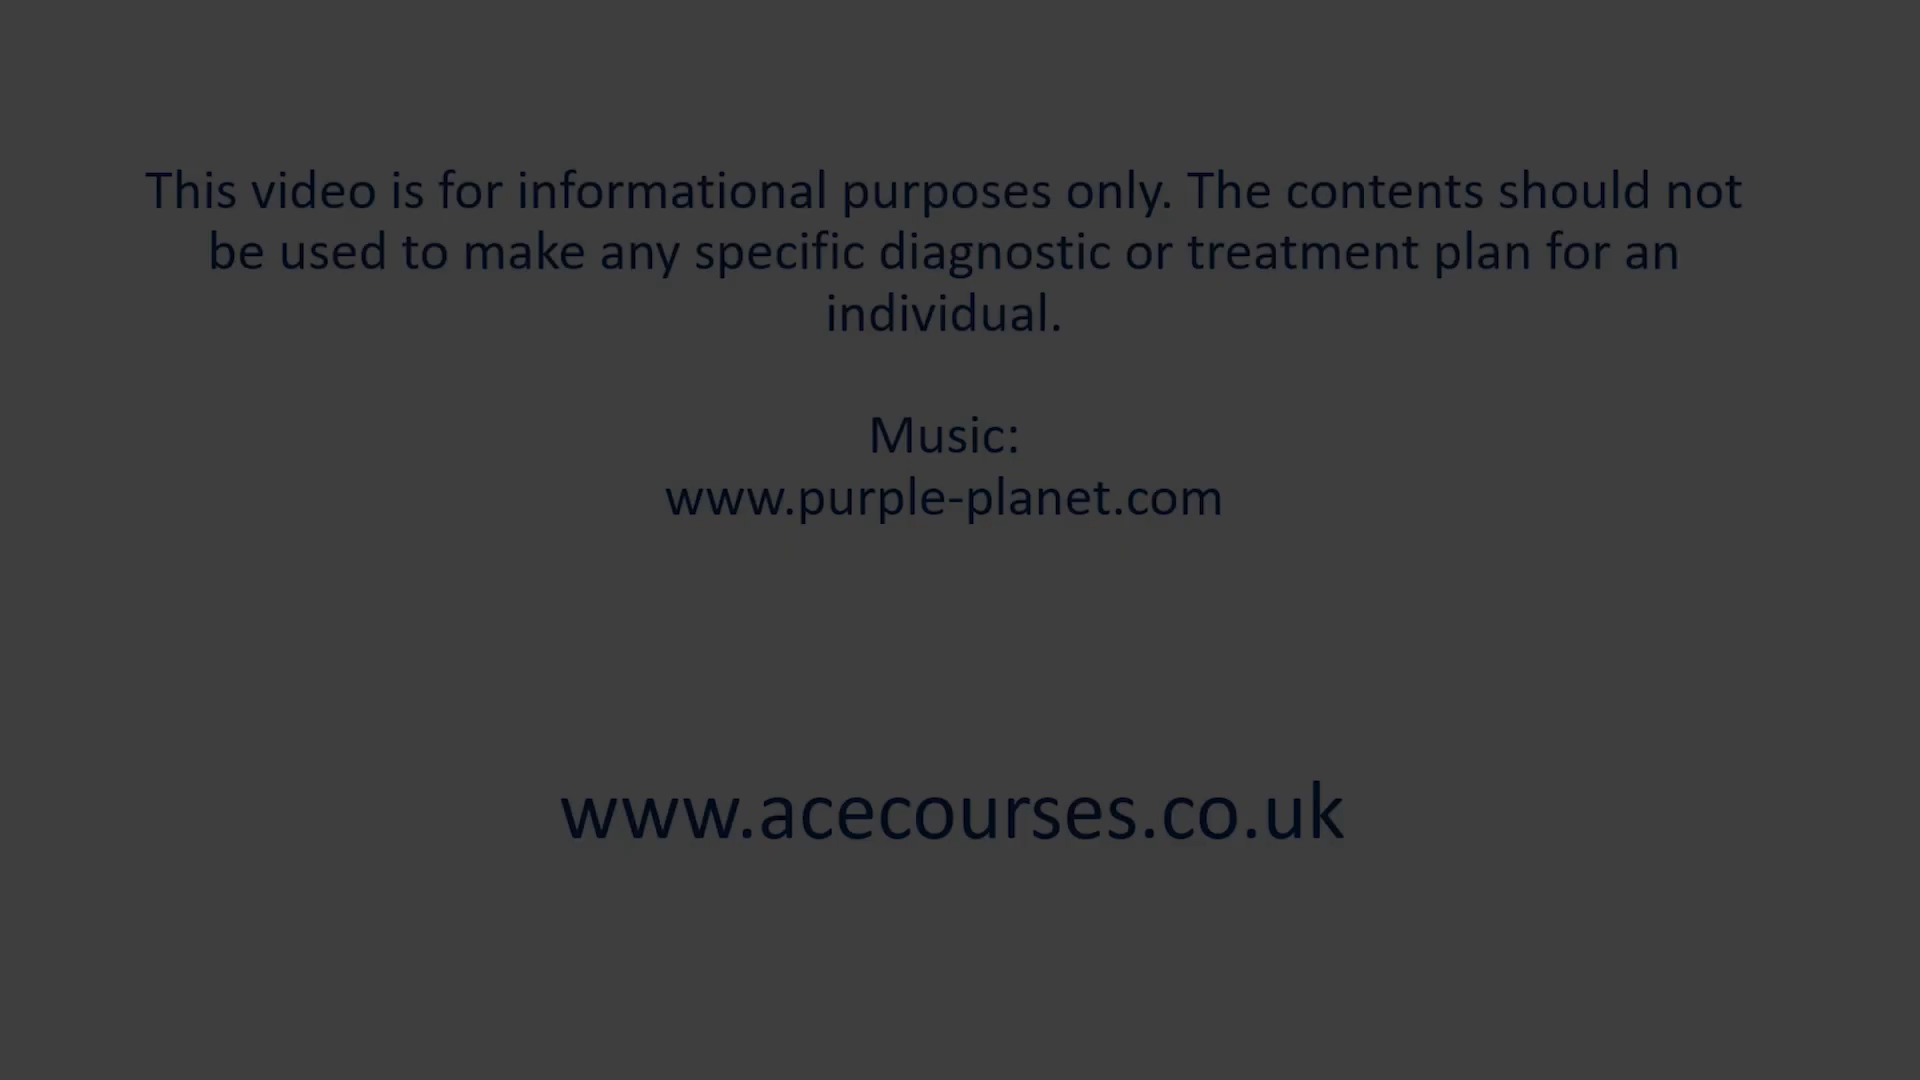 This video is for informational purposes only. The contents should not
be used to make any specific diagnostic or treatment plan for an
individual.
Music:
www.purple-planet.com
www.acecourses.co.uk